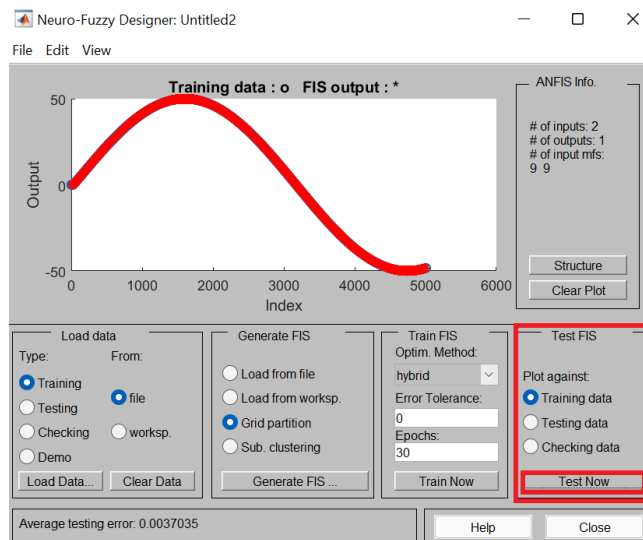 Neuro-Fuzzy Designer: Untitled2
File Edit View
Training data : o FIS output : *
50
0
-50
Output
0 1000 2000 3000 4000 5000 6000
Index
ANFIS Info.
# of inputs: 2
# of outputs: 1
# of input mfs:
9 9
Structure
Clear Plot
Load data
Type: From:
Training
Testing
Checking
Demo
file
worksp.
Load Data... Clear Data
Generate FIS
Load from file
Load from worksp.
Grid partition
Sub. clustering
Generate FIS ...
Train FIS
Optim. Method:
hybrid
Error Tolerance:
0
Epochs:
30
Train Now
Test FIS
Plot against:
Training data
Testing data
Checking data
Test Now
Average testing error: 0.0037035
Help Close